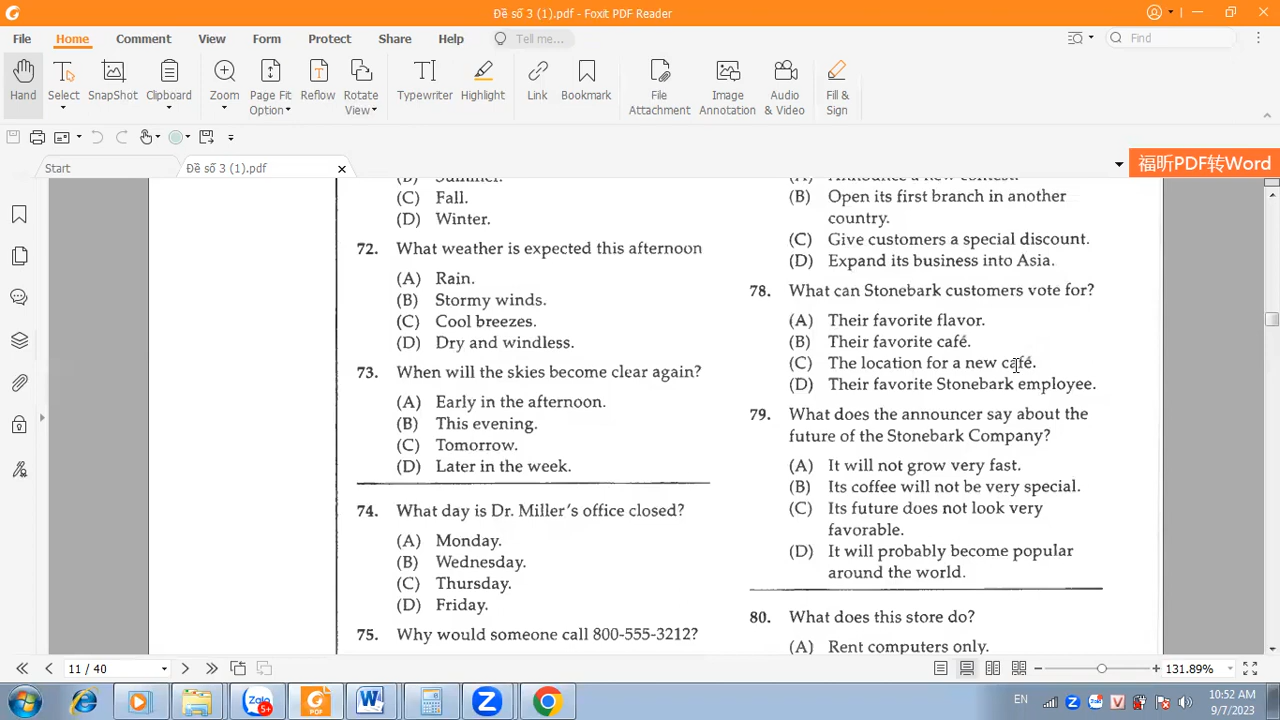 Đề số 3 (1).pdf - Foxit PDF Reader
File Home Comment View Form Protect Share Help Tell me... Find
Hand Select SnapShot Clipboard Zoom Page Fit Option Reflow Rotate View Typewriter Highlight Link Bookmark File Attachment Image Annotation Audio & Video Fill & Sign
Start Đề số 3 (1).pdf 福昕PDF转Word
(B) Summer.
(C) Fall.
(D) Winter.
72. What weather is expected this afternoon
(A) Rain.
(B) Stormy winds.
(C) Cool breezes.
(D) Dry and windless.
73. When will the skies become clear again?
(A) Early in the afternoon.
(B) This evening.
(C) Tomorrow.
(D) Later in the week.
74. What day is Dr. Miller's office closed?
(A) Monday.
(B) Wednesday.
(C) Thursday.
(D) Friday.
75. Why would someone call 800-555-3212?
(A) Announce a new contest.
(B) Open its first branch in another
country.
(C) Give customers a special discount.
(D) Expand its business into Asia.
78. What can Stonebark customers vote for?
(A) Their favorite flavor.
(B) Their favorite café.
(C) The location for a new café.
(D) Their favorite Stonebark employee.
79. What does the announcer say about the
future of the Stonebark Company?
(A) It will not grow very fast.
(B) Its coffee will not be very special.
(C) Its future does not look very
favorable.
(D) It will probably become popular
around the world.
80. What does this store do?
(A) Rent computers only.
11 / 40 131.89%
Zalo 5+ PDF EN 10:52 AM
9/7/2023